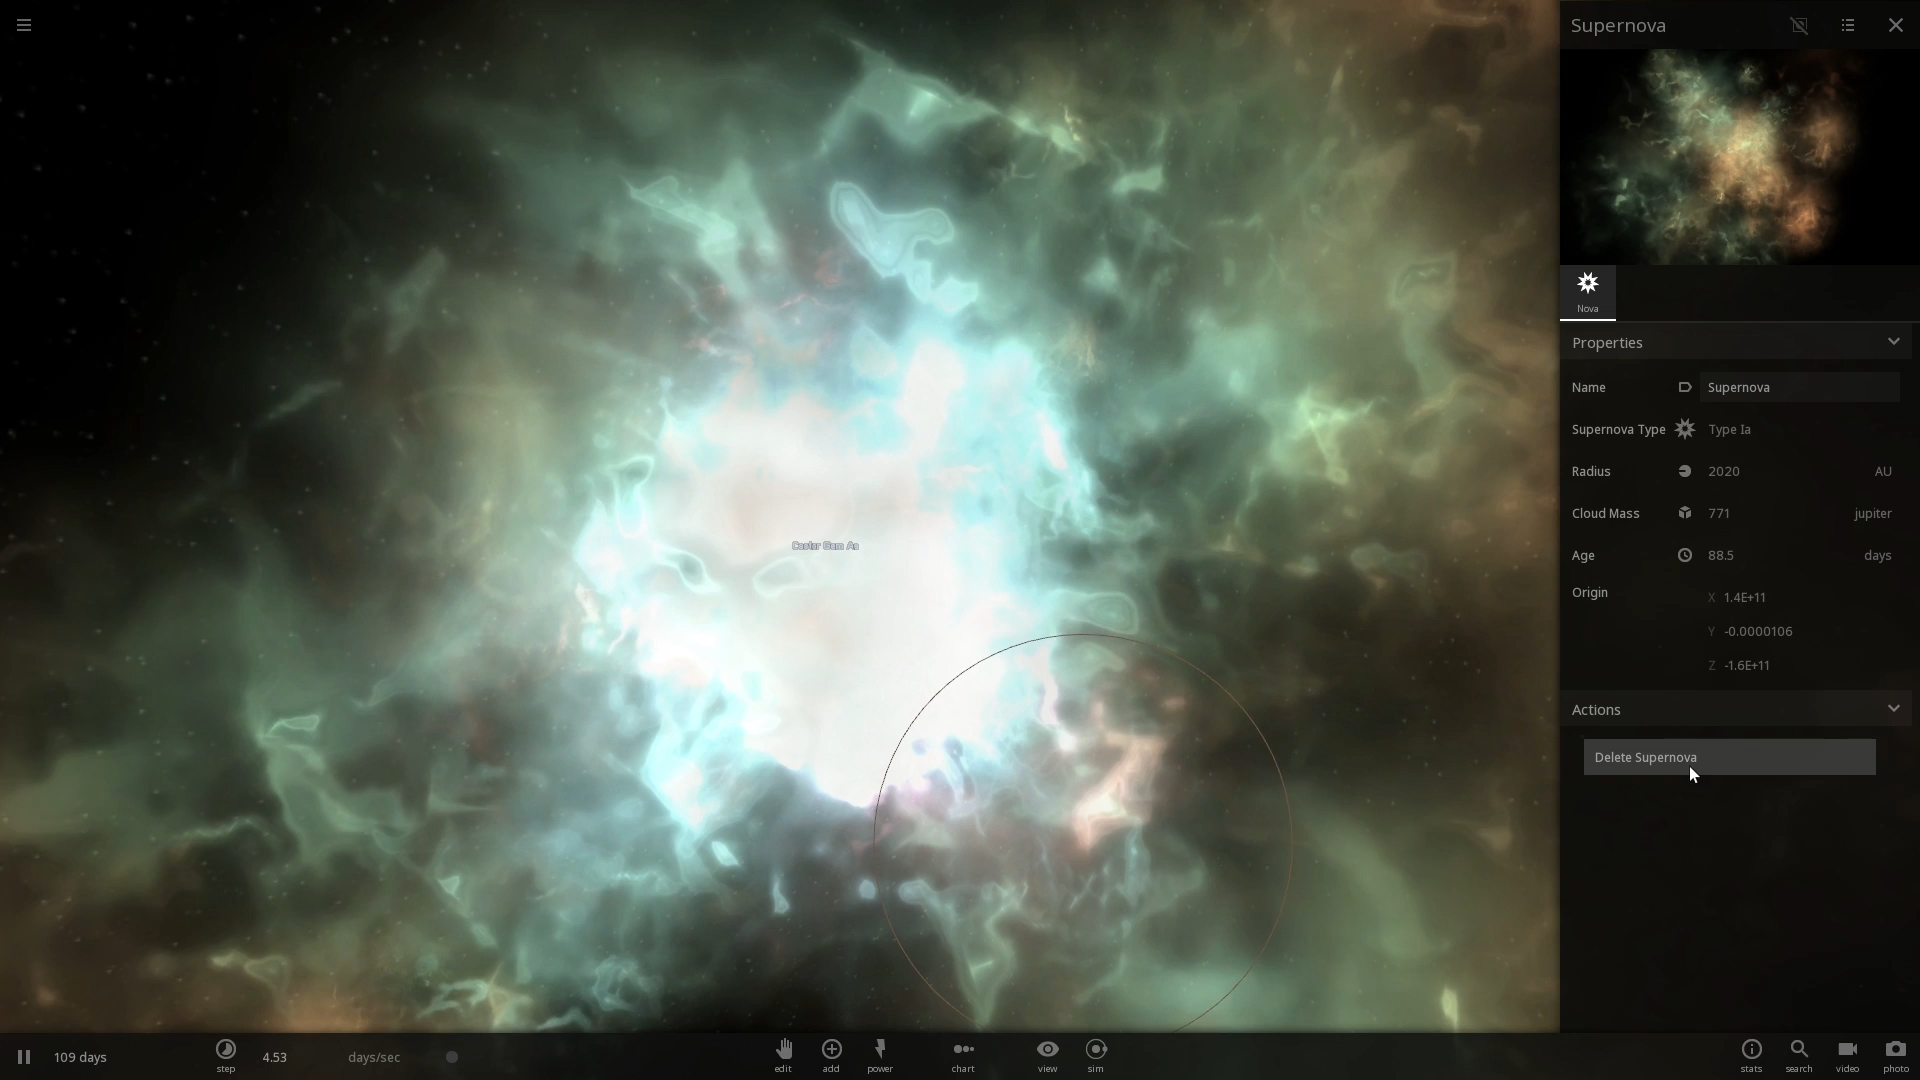 Supernova
Nova
Properties
Name Supernova
Supernova Type Type Ia
Radius 2020 AU
Cloud Mass 771 jupiter
Age 88.5 days
Origin X 1.4E+11
Y -0.0000106
Z -1.6E+11
Actions
Delete Supernova
109 days
step
4.53 days/sec
edit
add
power
chart
view
sim
stats
search
video
photo